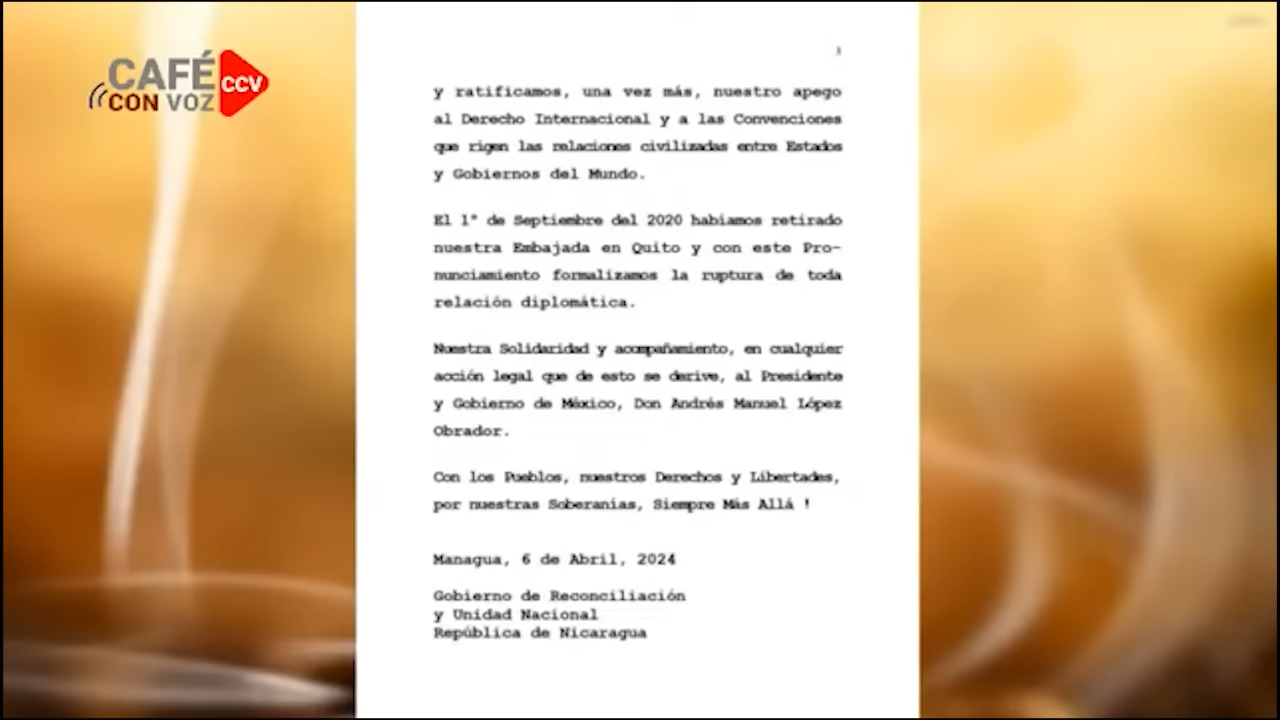 CAFÉ
CON VOZ
CCV
y ratificamos, una vez más, nuestro apego
al Derecho Internacional y a las Convenciones
que rigen las relaciones civilizadas entre Estados
y Gobiernos del Mundo.
El 1° de Septiembre del 2020 habíamos retirado
nuestra Embajada en Quito y con este Pro-
nunciamiento formalizamos la ruptura de toda
relación diplomática.
Nuestra Solidaridad y acompañamiento, en cualquier
acción legal que de esto se derive, al Presidente
y Gobierno de México, Don Andrés Manuel López
Obrador.
Con los Pueblos, nuestros Derechos y Libertades,
por nuestras Soberanías, Siempre Más Allá !
Managua, 6 de Abril, 2024
Gobierno de Reconciliación
y Unidad Nacional
República de Nicaragua